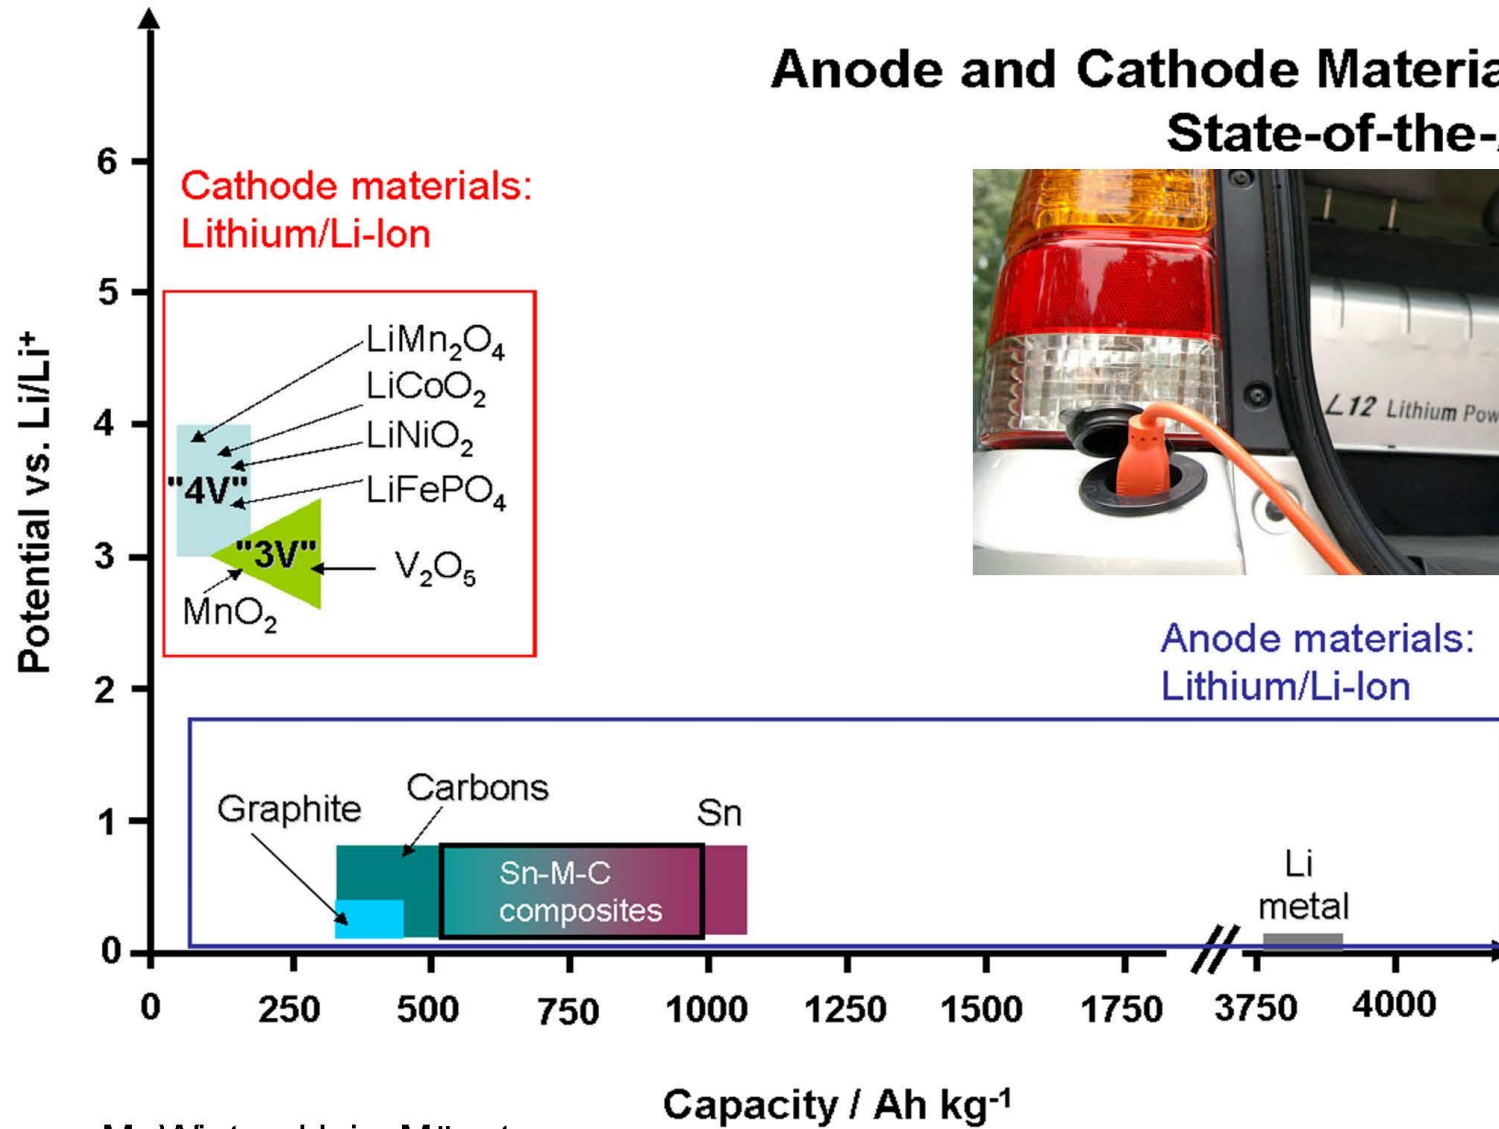 Anode and Cathode Materia
State-of-the-
Cathode materials:
Lithium/Li-Ion
Potential vs. Li/Li⁺
6
5
4
3
2
1
0
LiMn₂O₄
LiCoO₂
LiNiO₂
LiFePO₄
"4V"
"3V"
V₂O₅
MnO₂
L12 Lithium Pow
Anode materials:
Lithium/Li-Ion
Graphite
Carbons
Sn-M-C
composites
Sn
Li
metal
0 250 500 750 1000 1250 1500 1750 3750 4000
Capacity / Ah kg⁻¹